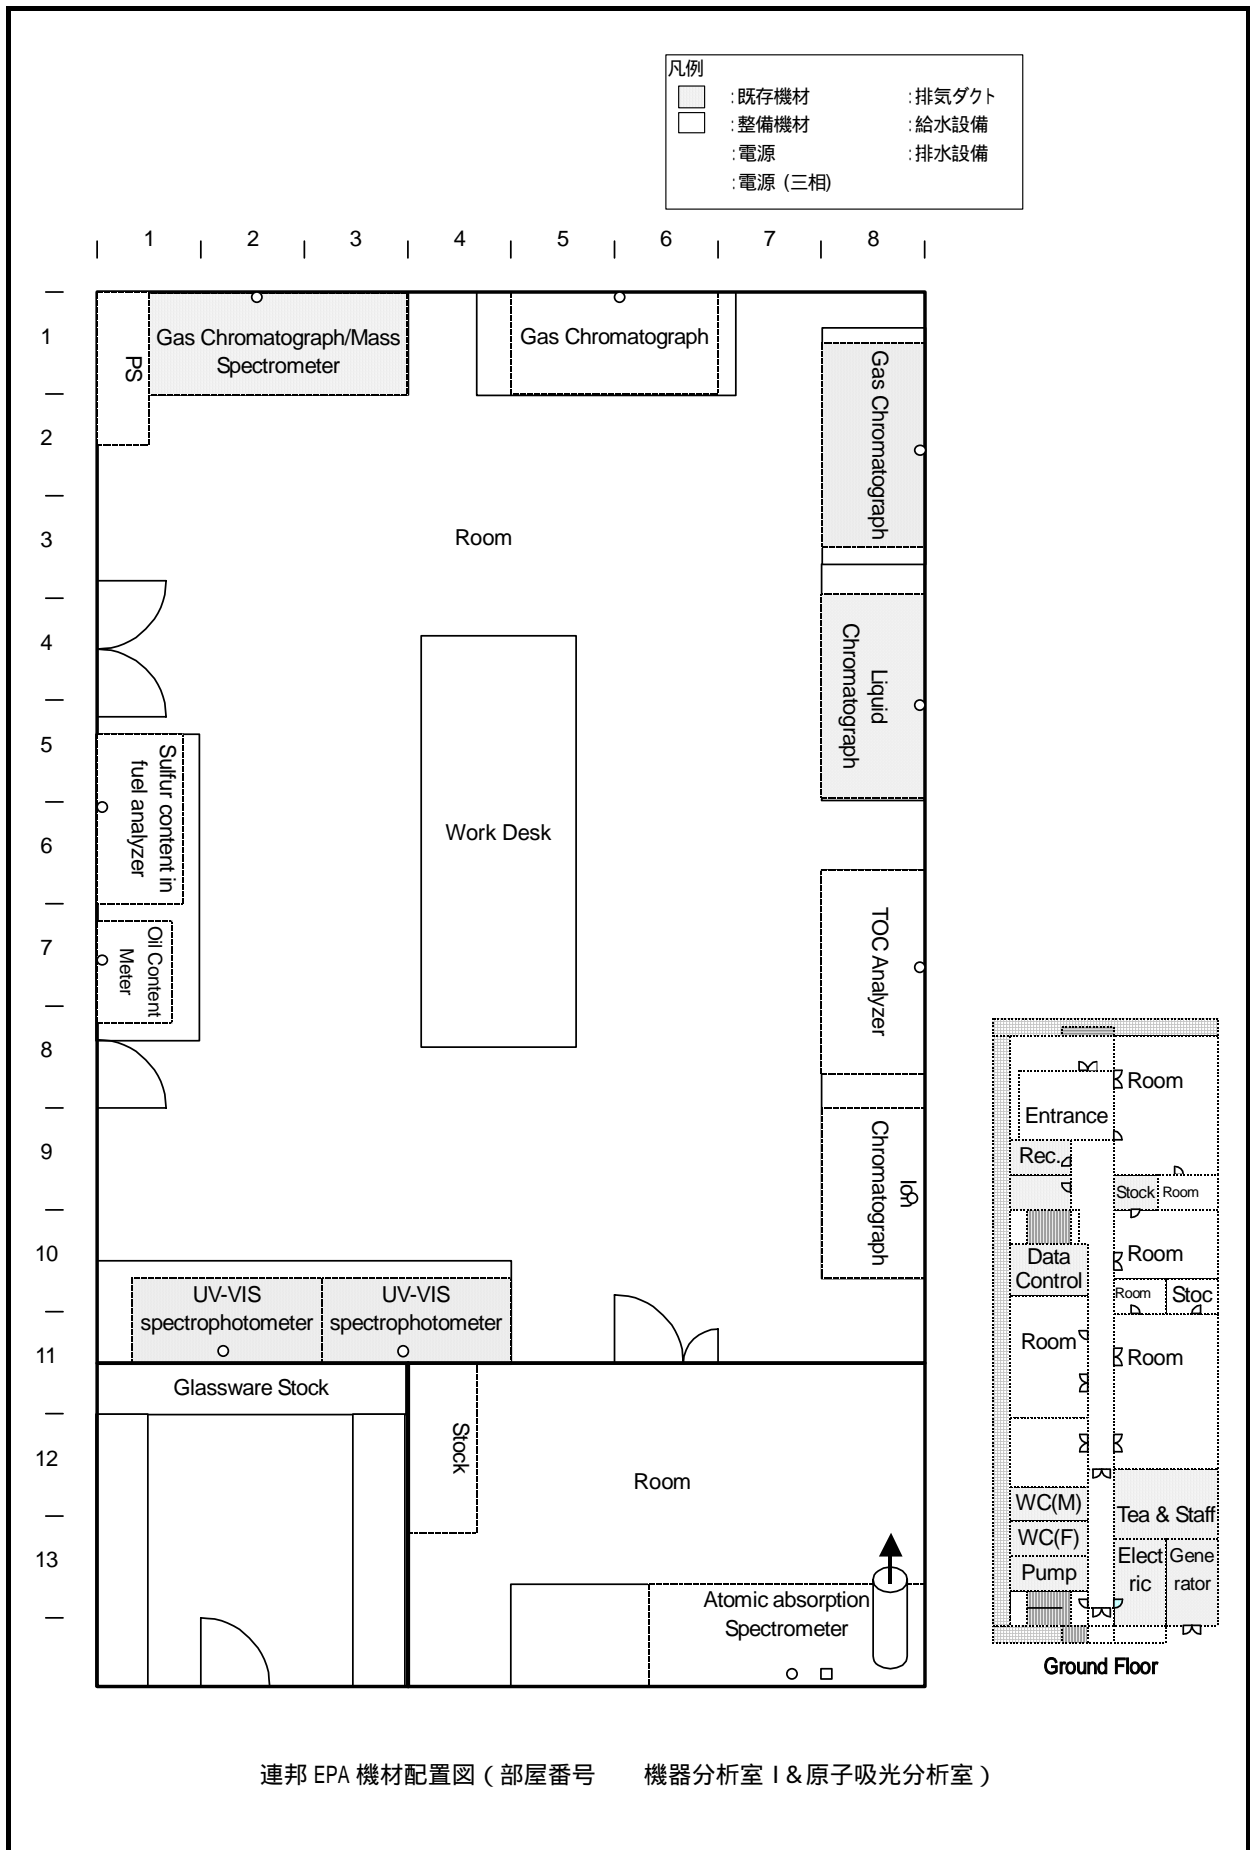 凡例
:既存機材
:排気ダクト
:整備機材
:給水設備
:電源
:排水設備
:電源 (三相)
1 2 3 4 5 6 7 8
1
2
3
4
5
6
7
8
9
10
11
12
13
PS
Gas Chromatograph/Mass
Spectrometer
Gas Chromatograph
Gas Chromatograph
Room
Liquid
Chromatograph
Sulfur content in
fuel analyzer
Work Desk
Oil Content
Meter
TOC Analyzer
Ion
Chromatograph
UV-VIS
spectrophotometer
UV-VIS
spectrophotometer
Glassware Stock
Stock
Room
Atomic absorption
Spectrometer
Room
Entrance
Rec.
Stock
Room
Data
Control
Room
Room
Stoc
Room
Room
WC(M)
Tea & Staff
WC(F)
Elect
ric
Gene
rator
Pump
Ground Floor
連邦 EPA 機材配置図 ( 部屋番号 機器分析室 I & 原子吸光分析室 )